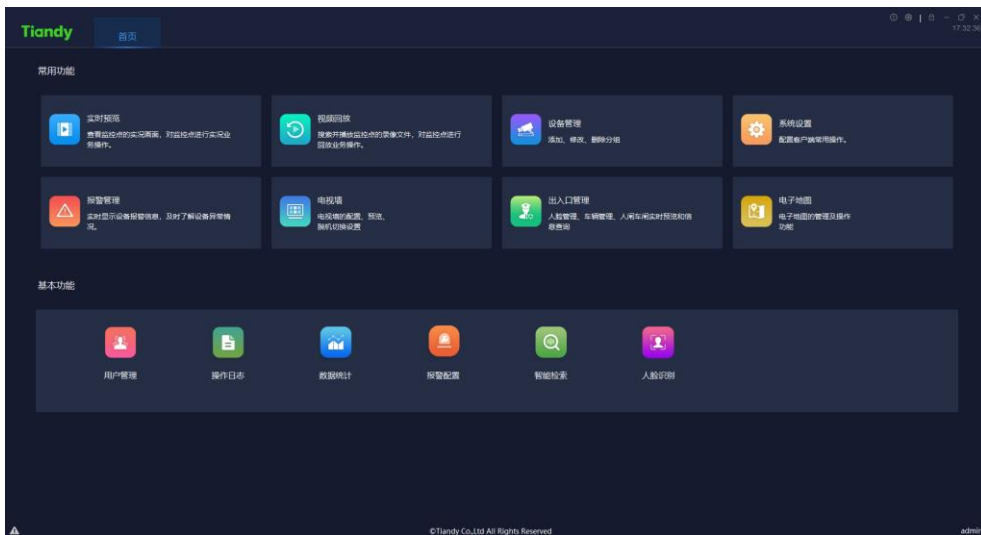 Tiandy
首页
17:32:36
常用功能
实时预览
查看监控点的实况画面，对监控点进行实况业
务操作。
视频回放
搜索并播放监控点的录像文件，对监控点进行
回放业务操作。
设备管理
添加、修改、删除分组
系统设置
配置客户端常用操作。
报警管理
实时显示设备报警信息，及时了解设备异常情
况。
电视墙
电视墙的配置、预览、
脱机切换设置
出入口管理
人脸管理、车辆管理、人闸车闸实时预览和信
息查询
电子地图
电子地图的管理及操作
功能
基本功能
用户管理
操作日志
数据统计
报警配置
智能检索
人脸识别
©Tiandy Co.,Ltd All Rights Reserved
admin